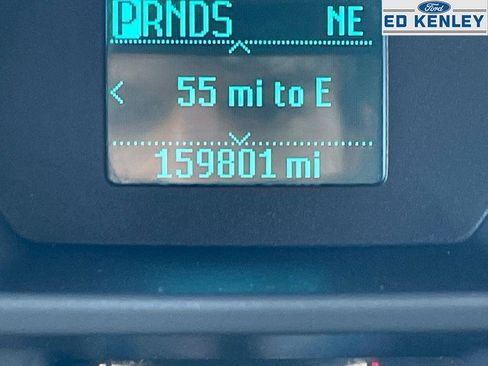 PRNDS NE
Ford
ED KENLEY
< 55 mi to E
159801 mi